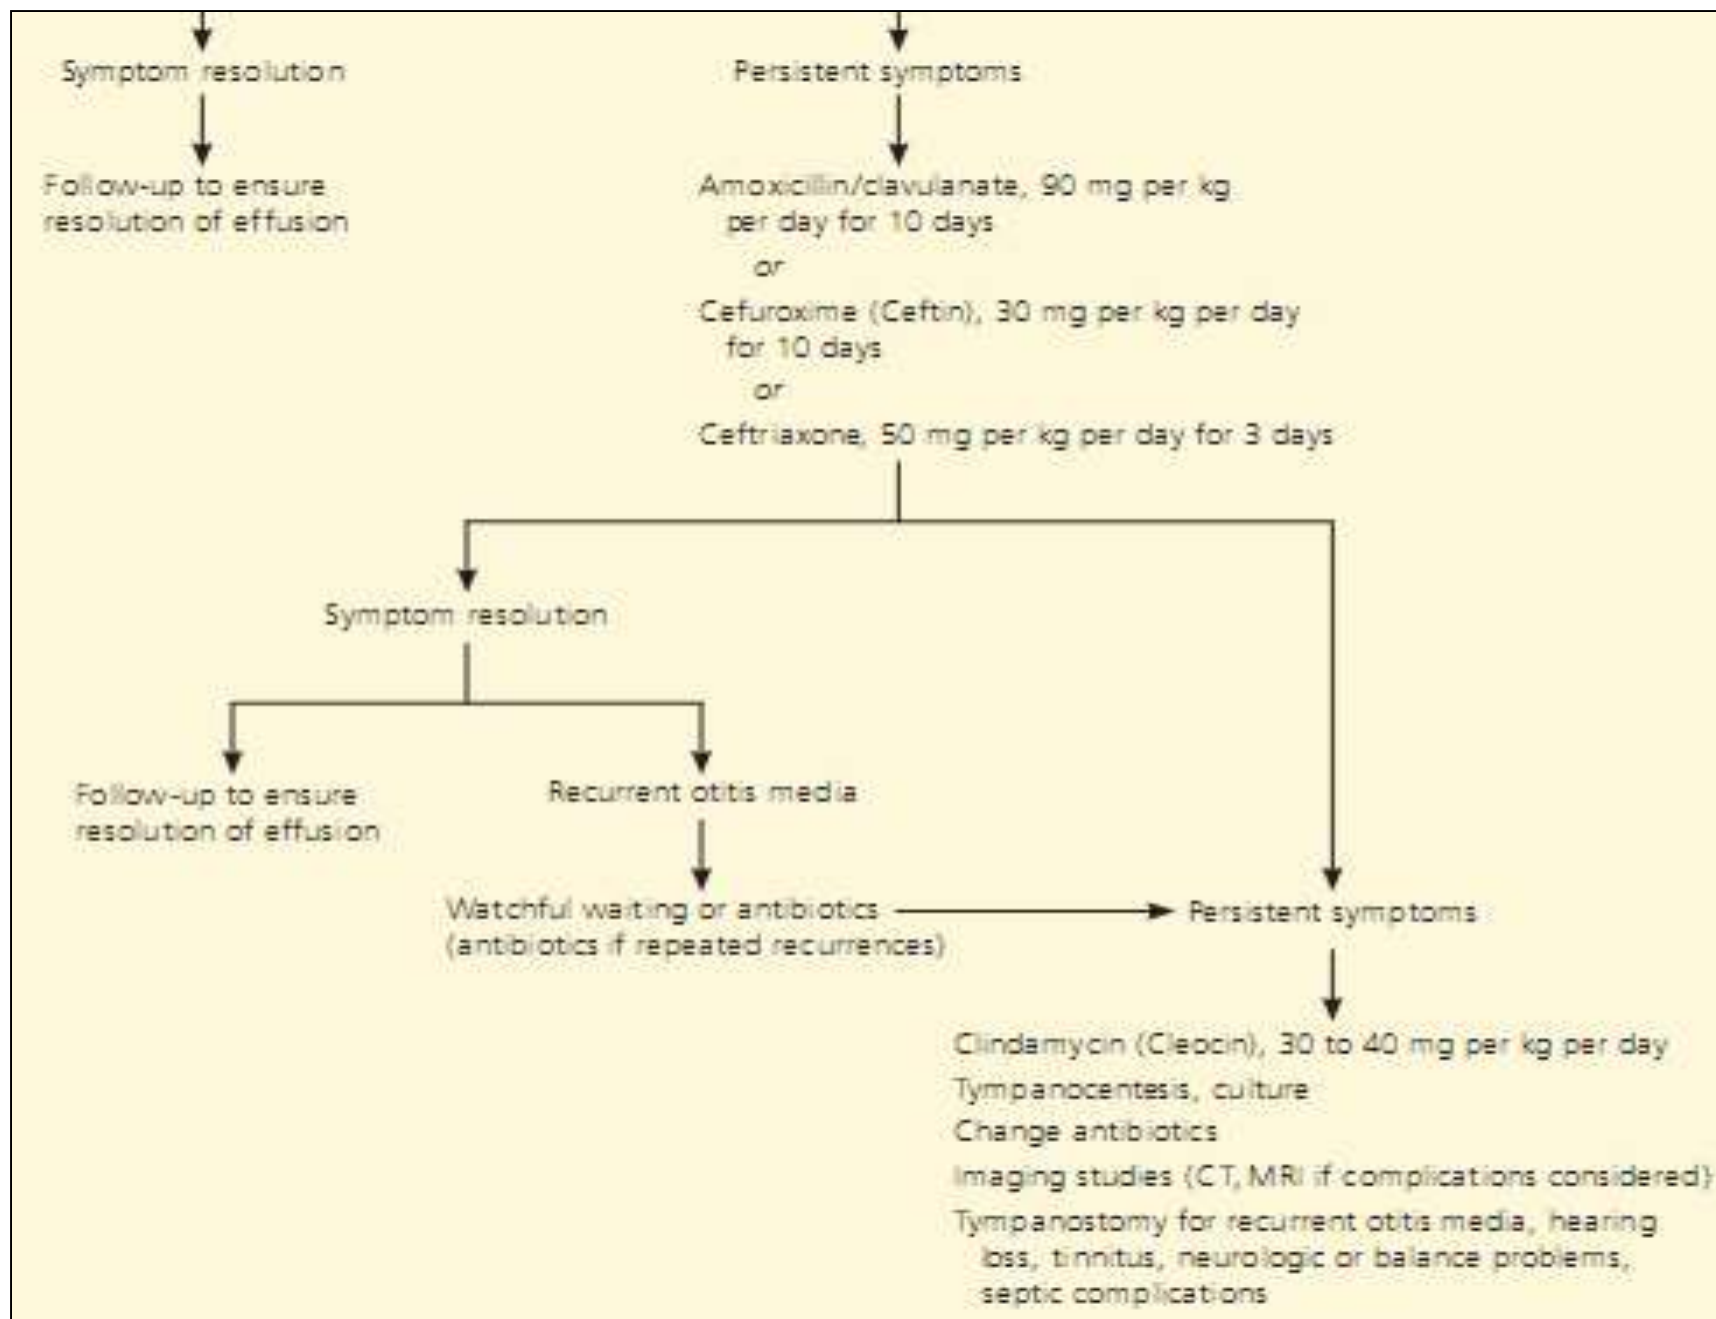 Symptom resolution
Persistent symptoms
Follow-up to ensure
resolution of effusion
Amoxicillin/clavulanate, 90 mg per kg
per day for 10 days
or
Cefuroxime (Ceftin), 30 mg per kg per day
for 10 days
or
Ceftriaxone, 50 mg per kg per day for 3 days
Symptom resolution
Follow-up to ensure
resolution of effusion
Recurrent otitis media
Watchful waiting or antibiotics
(antibiotics if repeated recurrences)
Persistent symptoms
Clindamycin (Cleocin), 30 to 40 mg per kg per day
Tympanocentesis, culture
Change antibiotics
Imaging studies (CT, MRI if complications considered)
Tympanostomy for recurrent otitis media, hearing
loss, tinnitus, neurologic or balance problems,
septic complications